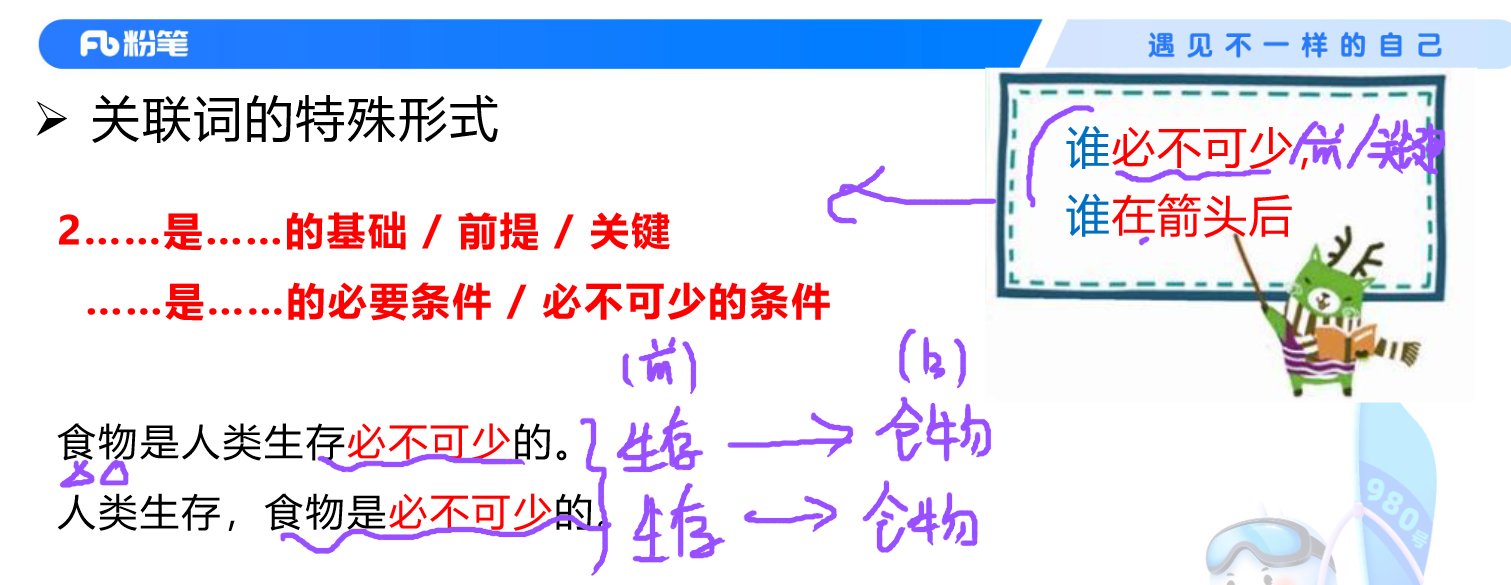 粉笔
遇见不一样的自己
关联词的特殊形式
谁必不可少,/前/关键
谁在箭头后
2……是……的基础 / 前提 / 关键
……是……的必要条件 / 必不可少的条件
(前) (后)
食物是人类生存必不可少的。 生存 → 食物
人类生存，食物是必不可少的。 生存 → 食物
980号